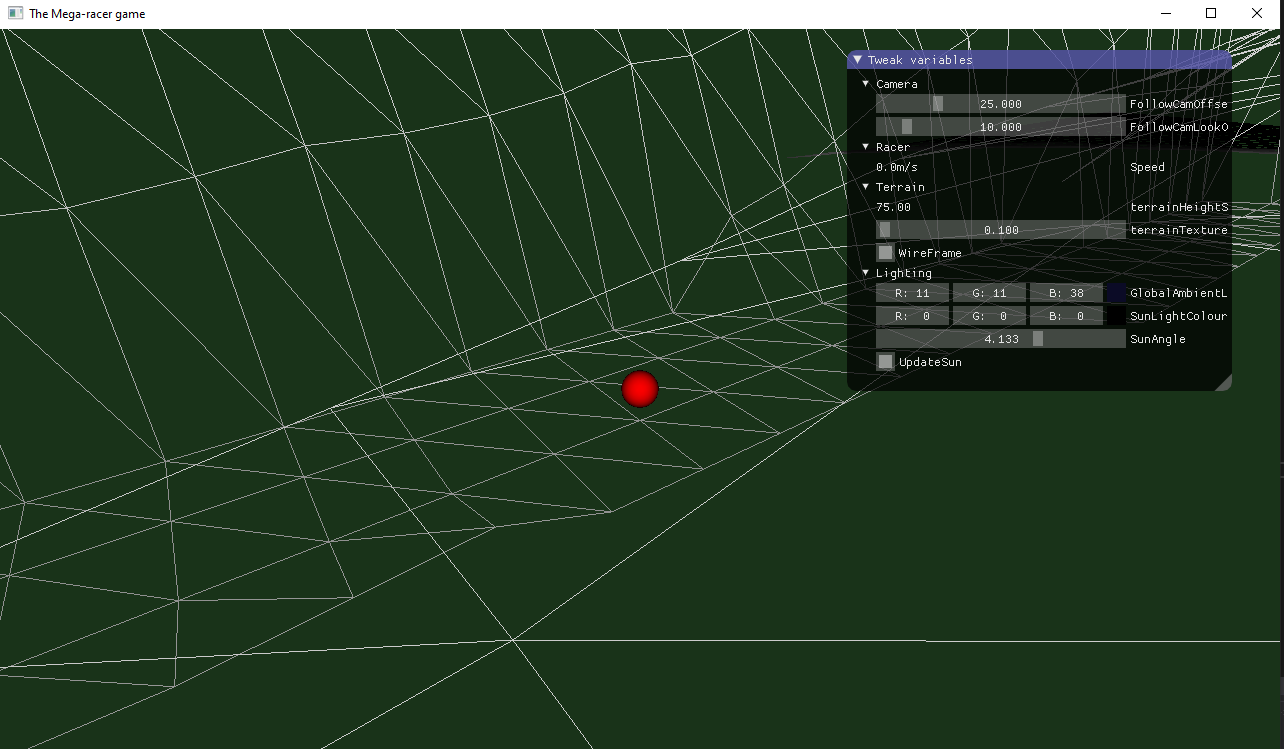 The Mega-racer game
Tweak variables
Camera
25.000 FollowCamOffse
10.000 FollowCamLookO
Racer
0.0m/s Speed
Terrain
75.00 terrainHeightS
0.100 terrainTexture
WireFrame
Lighting
R: 11 G: 11 B: 38 GlobalAmbientL
R: 0 G: 0 B: 0 SunLightColour
4.133 SunAngle
UpdateSun